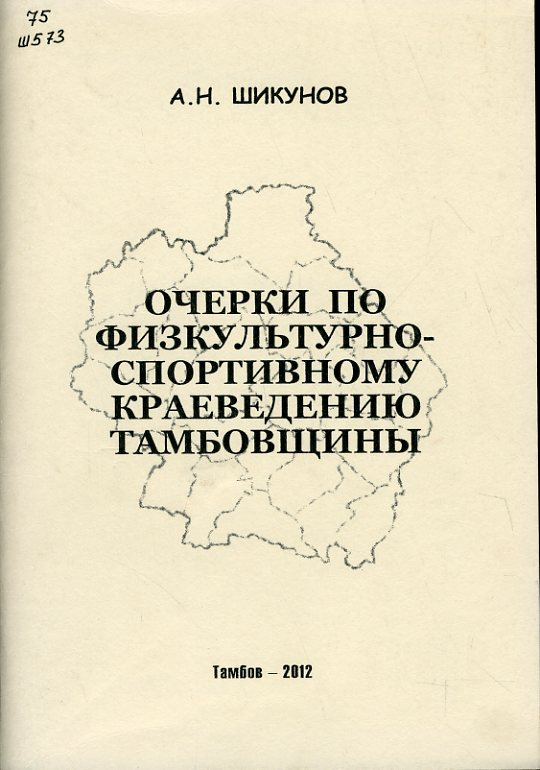 75
Ш573
А.Н. ШИКУНОВ
ОЧЕРКИ ПО
ФИЗКУЛЬТУРНО-
СПОРТИВНОМУ
КРАЕВЕДЕНИЮ
ТАМБОВЩИНЫ
Тамбов – 2012